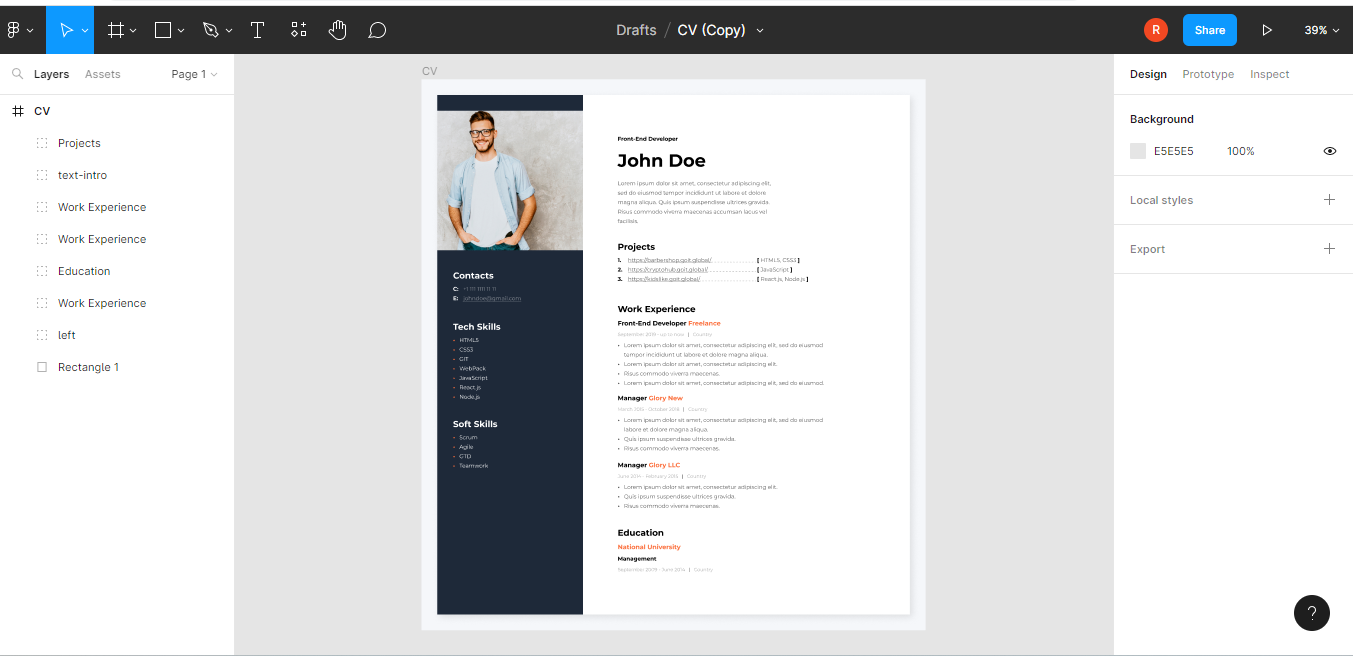 Drafts / CV (Copy)
R
Share
39%
Layers
Assets
Page 1
CV
Projects
text-intro
Work Experience
Work Experience
Education
Work Experience
left
Rectangle 1
CV
Contacts
C: +1 111 111 11 11
E: johndoe@gmail.com
Tech Skills
• HTML5
• CSS3
• GIT
• WebPack
• JavaScript
• React.js
• Node.js
Soft Skills
• Scrum
• Agile
• GTD
• Teamwork
Front-End Developer
John Doe
Lorem ipsum dolor sit amet, consectetur adipiscing elit,
sed do eiusmod tempor incididunt ut labore et dolore
magna aliqua. Quis ipsum suspendisse ultrices gravida.
Risus commodo viverra maecenas accumsan lacus vel
facilisis.
Projects
1. https://barbershop.goit.global/ [ HTML5, CSS3 ]
2. https://cryptohub.goit.global/ [ JavaScript ]
3. https://kidslike.goit.global/ [ React.js, Node.js ]
Work Experience
Front-End Developer Freelance
September 2019 - up to now | Country
• Lorem ipsum dolor sit amet, consectetur adipiscing elit, sed do eiusmod
tempor incididunt ut labore et dolore magna aliqua.
• Lorem ipsum dolor sit amet, consectetur adipiscing elit.
• Risus commodo viverra maecenas.
• Lorem ipsum dolor sit amet, consectetur adipiscing elit, sed do eiusmod.
Manager Glory New
March 2016 - October 2018 | Country
• Lorem ipsum dolor sit amet, consectetur adipiscing elit, sed do eiusmod
labore et dolore magna aliqua.
• Quis ipsum suspendisse ultrices gravida.
• Risus commodo viverra maecenas.
Manager Glory LLC
June 2014 - February 2016 | Country
• Lorem ipsum dolor sit amet, consectetur adipiscing elit.
• Quis ipsum suspendisse ultrices gravida.
• Risus commodo viverra maecenas.
Education
National University
Management
September - June 2014 | Country
Design
Prototype
Inspect
Background
E5E5E5
100%
Local styles
Export
?